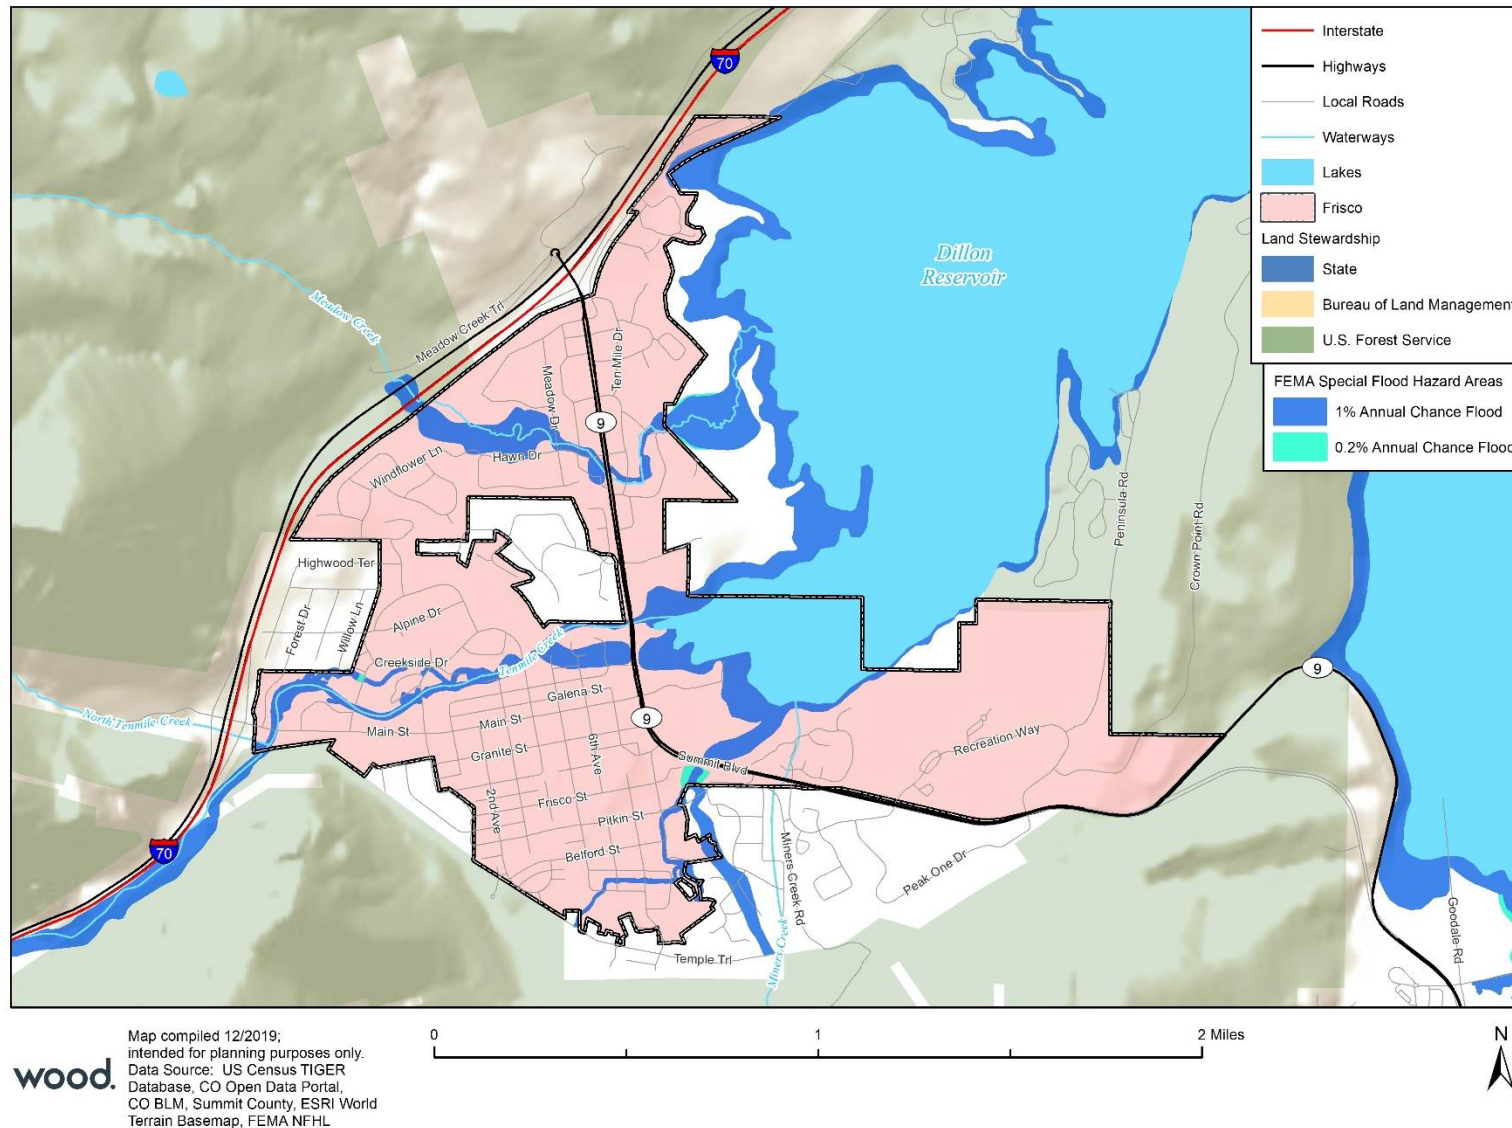 70
Interstate
Highways
Local Roads
Waterways
Lakes
Frisco
Land Stewardship
State
Bureau of Land Management
U.S. Forest Service
FEMA Special Flood Hazard Areas
1% Annual Chance Flood
0.2% Annual Chance Flood
Dillon
Reservoir
Meadow Creek
Meadow Creek Trl
Ten Mile Dr
Meadow Dr
9
Windflower Ln
Hawn Dr
Peninsula Rd
Crown Point Rd
Highwood Ter
Forest Dr
Willow Ln
Alpine Dr
Creekside Dr
Tenmile Creek
9
North Tenmile Creek
Main St
Main St
Galena St
9
Granite St
6th Ave
Summit Blvd
Recreation Way
2nd Ave
Frisco St
Pitkin St
Belford St
70
Miners Creek Rd
Peak One Dr
Miners Creek
Temple Trl
Goodale Rd
wood.
Map compiled 12/2019;
intended for planning purposes only.
Data Source: US Census TIGER
Database, CO Open Data Portal,
CO BLM, Summit County, ESRI World
Terrain Basemap, FEMA NFHL
0
1
2 Miles
N